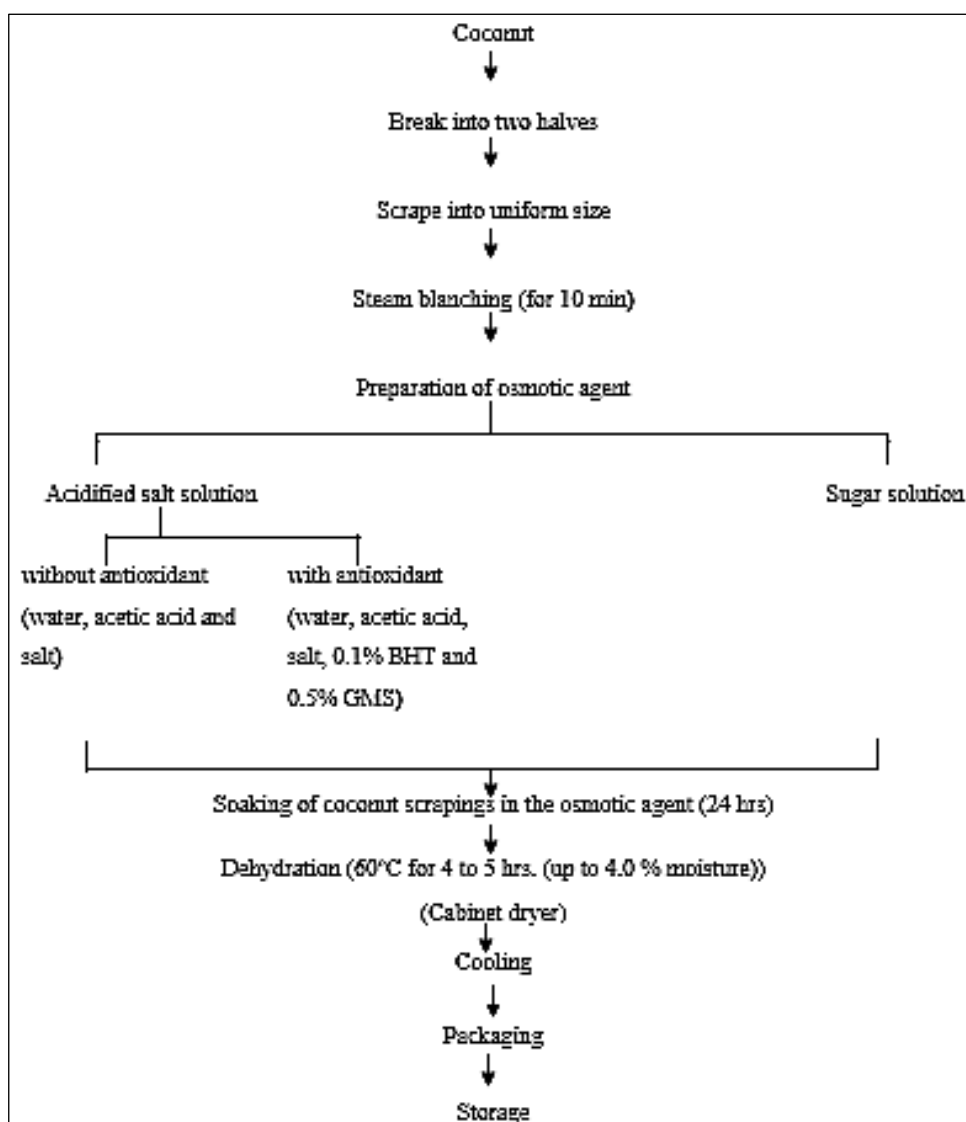 Coconut
Break into two halves
Scrape into uniform size
Steam blanching (for 10 min)
Preparation of osmotic agent
Acidified salt solution
Sugar solution
without antioxidant
(water, acetic acid and
salt)
with antioxidant
(water, acetic acid,
salt, 0.1% BHT and
0.5% GMS)
Soaking of coconut scrapings in the osmotic agent (24 hrs)
Dehydration (60°C for 4 to 5 hrs. (up to 4.0 % moisture))
(Cabinet dryer)
Cooling
Packaging
Storage